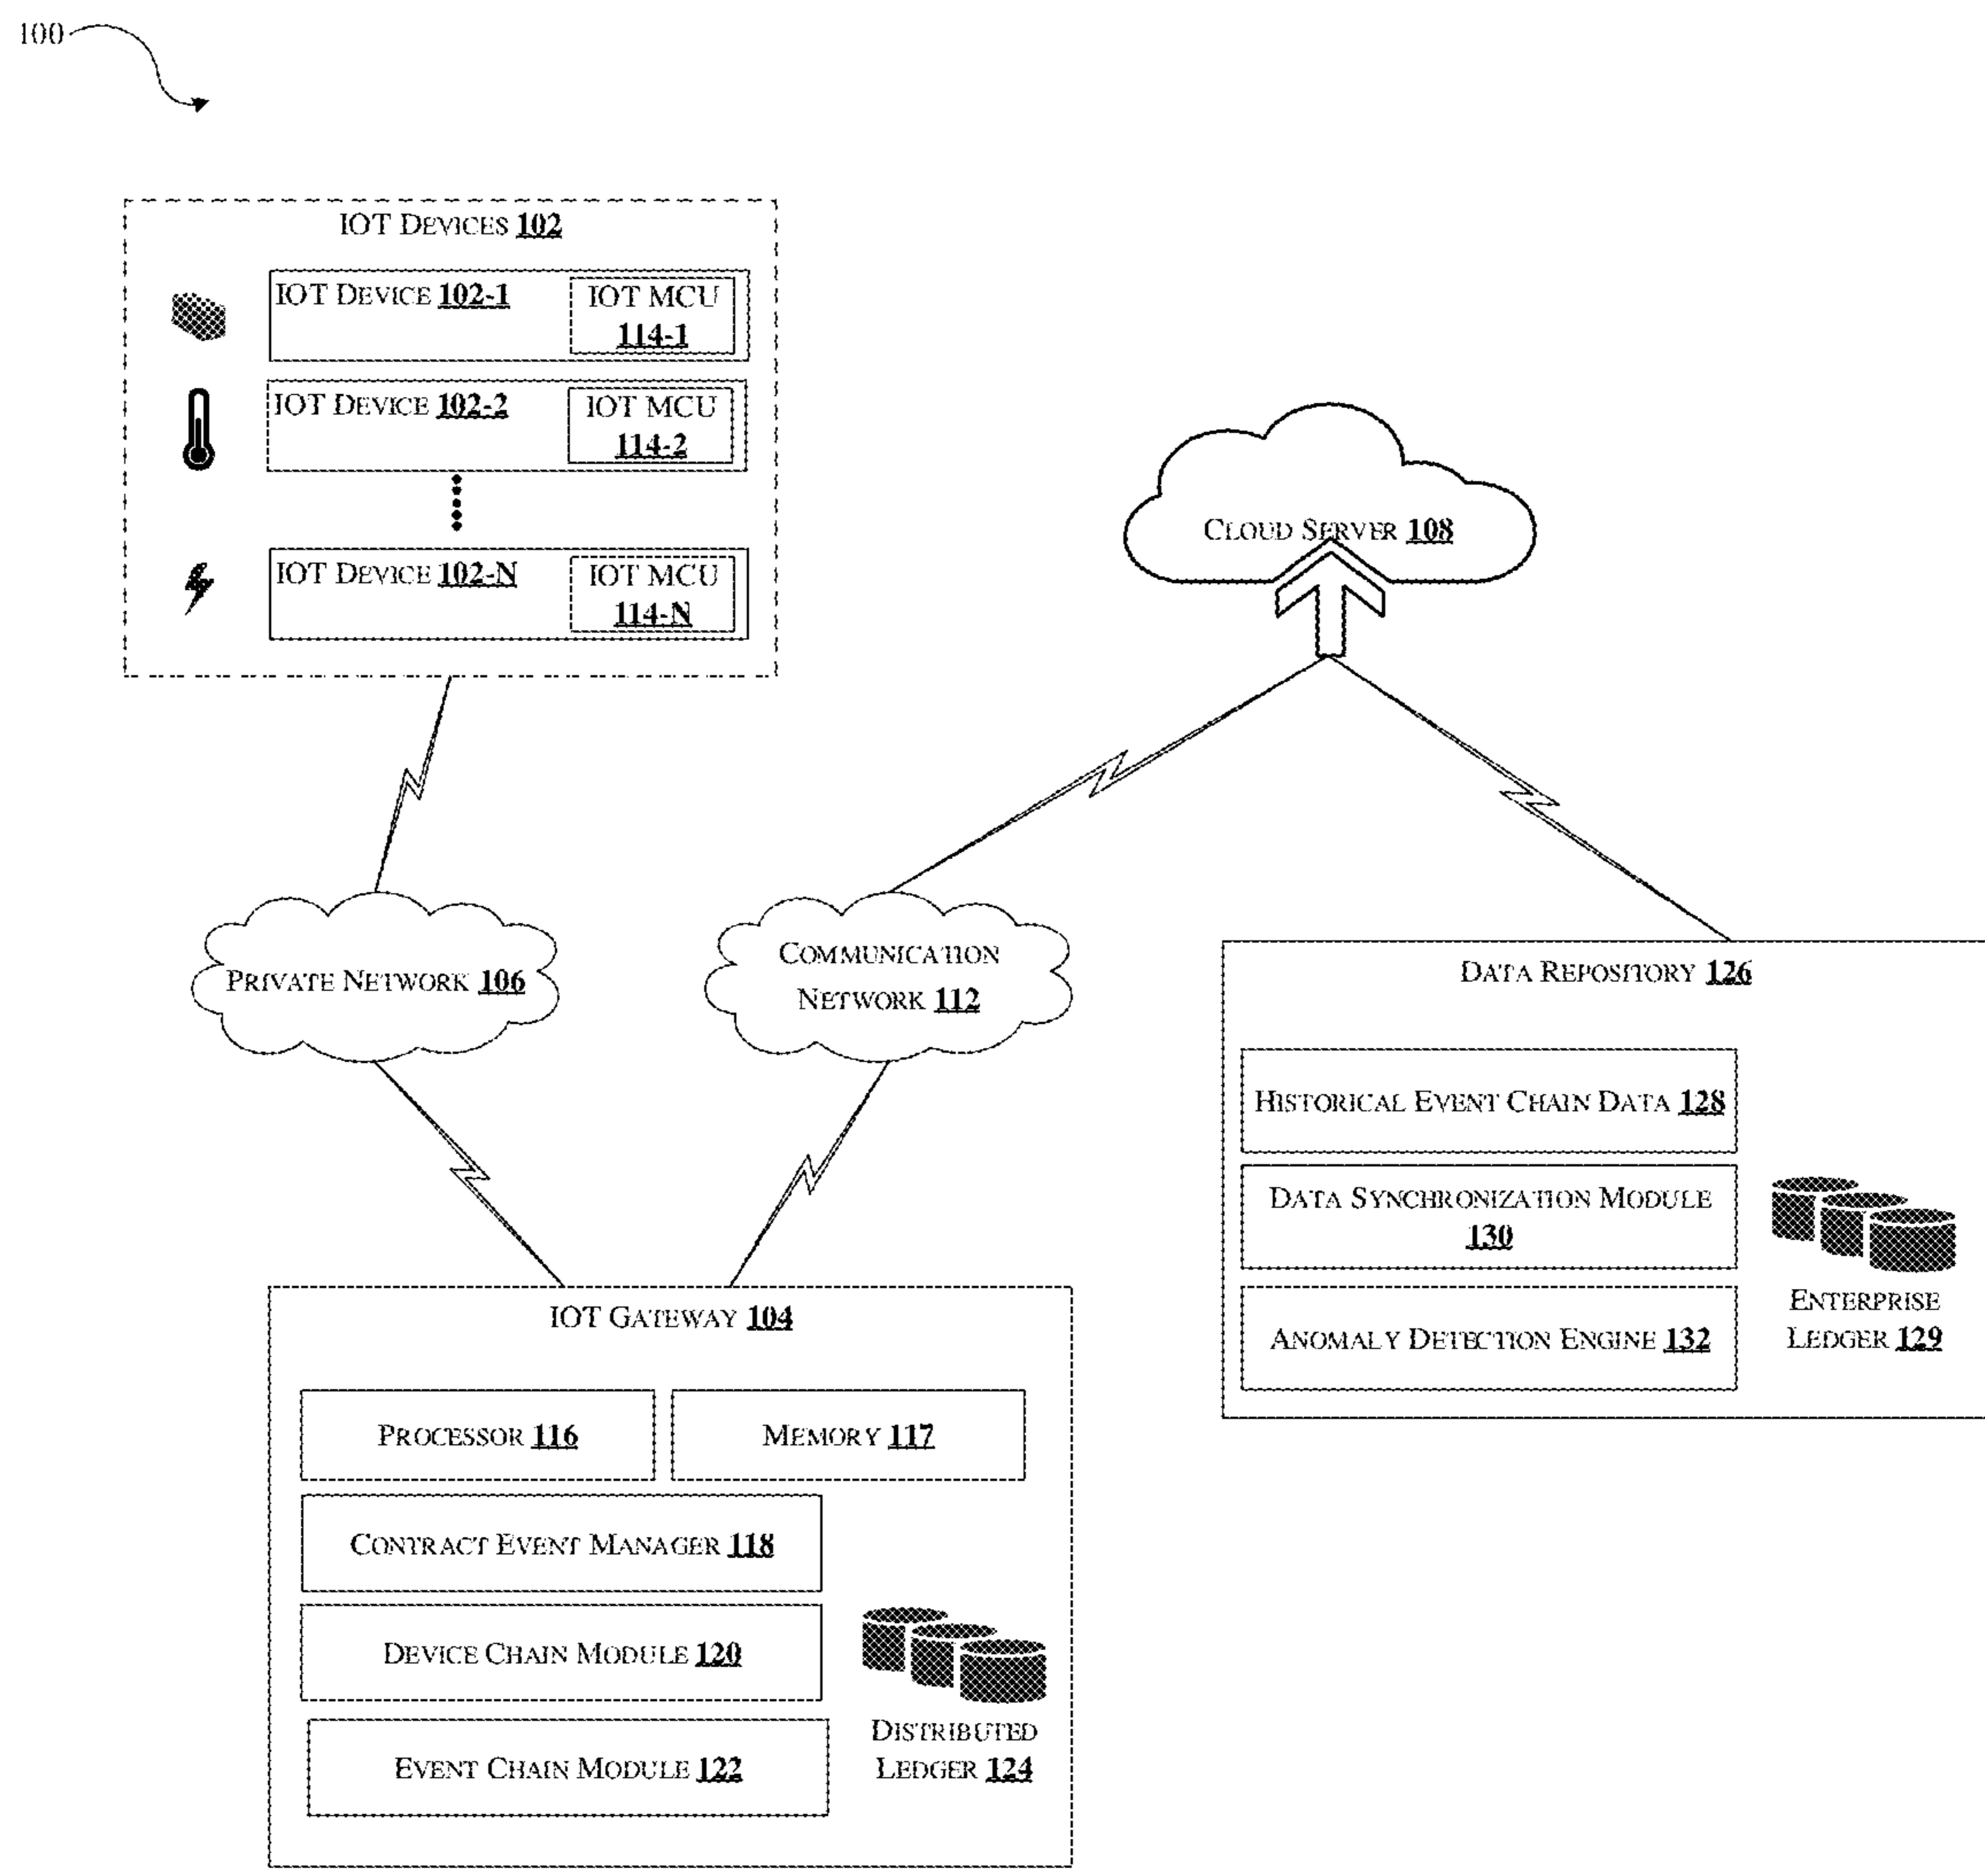 100
IOT DEVICES 102
IOT DEVICE 102-1
IOT MCU
114-1
IOT DEVICE 102-2
IOT MCU
114-2
IOT DEVICE 102-N
IOT MCU
114-N
CLOUD SERVER 108
PRIVATE NETWORK 106
COMMUNICATION
NETWORK 112
DATA REPOSITORY 126
HISTORICAL EVENT CHAIN DATA 128
DATA SYNCHRONIZATION MODULE
130
ANOMALY DETECTION ENGINE 132
ENTERPRISE
LEDGER 129
IOT GATEWAY 104
PROCESSOR 116
MEMORY 117
CONTRACT EVENT MANAGER 118
DEVICE CHAIN MODULE 120
EVENT CHAIN MODULE 122
DISTRIBUTED
LEDGER 124